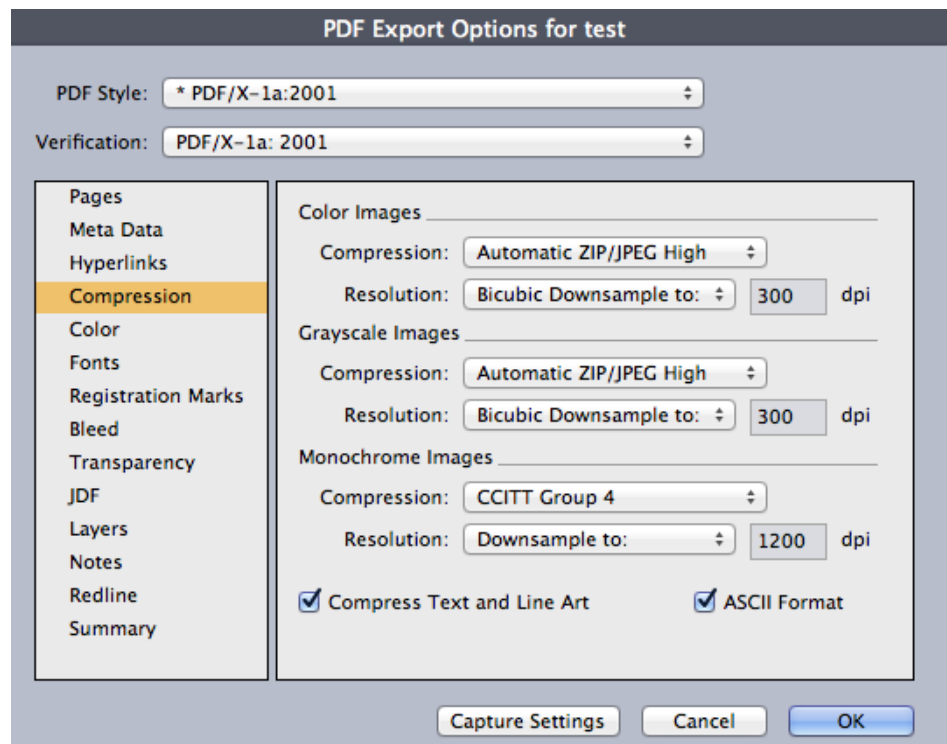 PDF Export Options for test
PDF Style: * PDF/X-1a:2001
Verification: PDF/X-1a: 2001
Pages
Meta Data
Hyperlinks
Compression
Color
Fonts
Registration Marks
Bleed
Transparency
JDF
Layers
Notes
Redline
Summary
Color Images
Compression: Automatic ZIP/JPEG High
Resolution: Bicubic Downsample to: 300 dpi
Grayscale Images
Compression: Automatic ZIP/JPEG High
Resolution: Bicubic Downsample to: 300 dpi
Monochrome Images
Compression: CCITT Group 4
Resolution: Downsample to: 1200 dpi
Compress Text and Line Art ASCII Format
Capture Settings Cancel OK